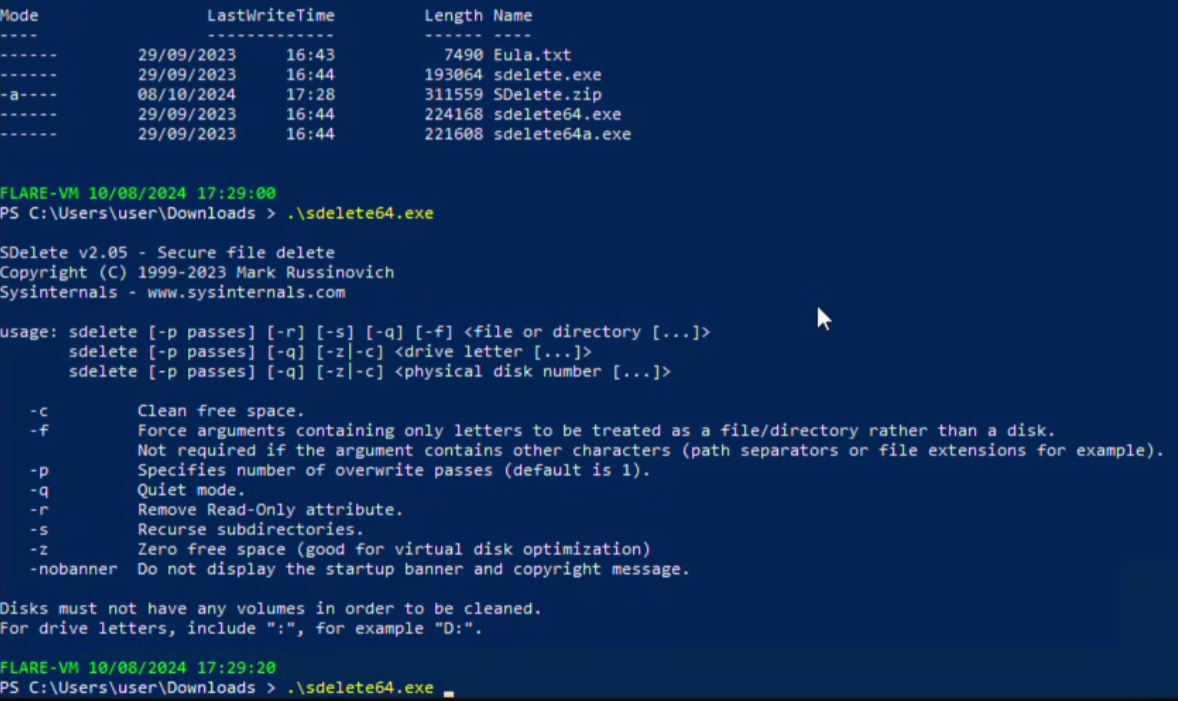 Mode                 LastWriteTime         Length Name
----                 -------------         ------ ----
------        29/09/2023     16:43           7490 Eula.txt
------        29/09/2023     16:44         193064 sdelete.exe
-a----        08/10/2024     17:28         311559 SDelete.zip
------        29/09/2023     16:44         224168 sdelete64.exe
------        29/09/2023     16:44         221608 sdelete64a.exe
FLARE-VM 10/08/2024 17:29:00
PS C:\Users\user\Downloads > .\sdelete64.exe
SDelete v2.05 - Secure file delete
Copyright (C) 1999-2023 Mark Russinovich
Sysinternals - www.sysinternals.com
usage: sdelete [-p passes] [-r] [-s] [-q] [-f] <file or directory [...]>
       sdelete [-p passes] [-q] [-z|-c] <drive letter [...]>
       sdelete [-p passes] [-q] [-z|-c] <physical disk number [...]>
   -c         Clean free space.
   -f         Force arguments containing only letters to be treated as a file/directory rather than a disk.
              Not required if the argument contains other characters (path separators or file extensions for example).
   -p         Specifies number of overwrite passes (default is 1).
   -q         Quiet mode.
   -r         Remove Read-Only attribute.
   -s         Recurse subdirectories.
   -z         Zero free space (good for virtual disk optimization)
   -nobanner  Do not display the startup banner and copyright message.
Disks must not have any volumes in order to be cleaned.
For drive letters, include ":", for example "D:".
FLARE-VM 10/08/2024 17:29:20
PS C:\Users\user\Downloads > .\sdelete64.exe